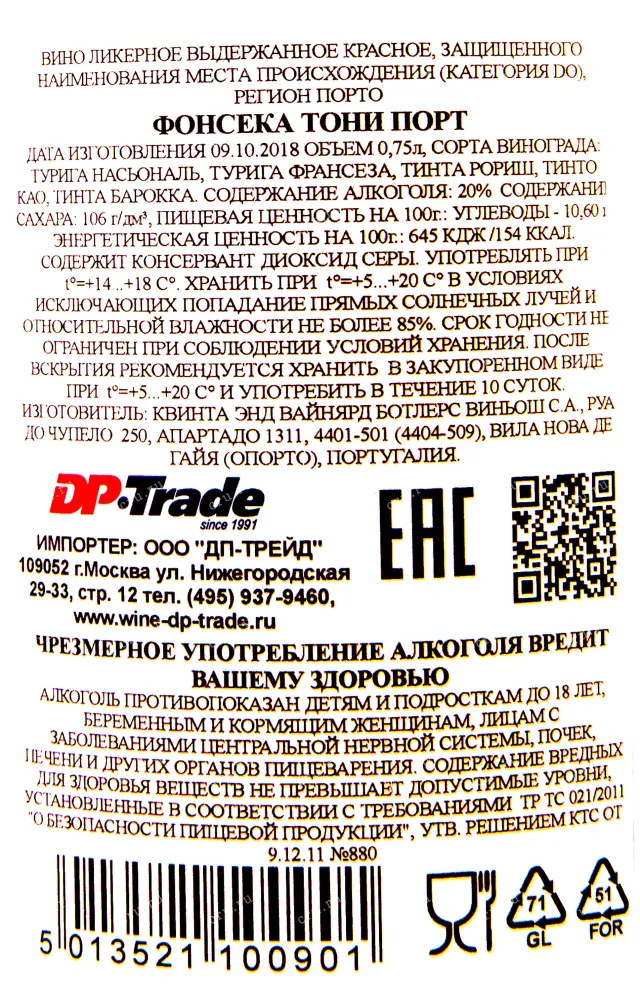 ВИНО ЛИКЕРНОЕ ВЫДЕРЖАННОЕ КРАСНОЕ, ЗАЩИЩЕННОГО
НАИМЕНОВАНИЯ МЕСТА ПРОИСХОЖДЕНИЯ (КАТЕГОРИЯ DO),
РЕГИОН ПОРТО
ФОНСЕКА ТОНИ ПОРТ
ДАТА ИЗГОТОВЛЕНИЯ 09.10.2018 ОБЪЕМ 0,75л, СОРТА ВИНОГРАДА:
ТУРИГА НАСЬОНАЛЬ, ТУРИГА ФРАНСЕЗА, ТИНТА РОРИШ, ТИНТО
КАО, ТИНТА БАРОККА. СОДЕРЖАНИЕ АЛКОГОЛЯ: 20% СОДЕРЖАНИЕ
САХАРА: 106 г/дм³, ПИЩЕВАЯ ЦЕННОСТЬ НА 100г.: УГЛЕВОДЫ - 10,60 г
ЭНЕРГЕТИЧЕСКАЯ ЦЕННОСТЬ НА 100г.: 645 КДЖ /154 ККАЛ.
СОДЕРЖИТ КОНСЕРВАНТ ДИОКСИД СЕРЫ. УПОТРЕБЛЯТЬ ПРИ
t°=+14 ..+18 С°. ХРАНИТЬ ПРИ t°=+5...+20 С° В УСЛОВИЯХ
ИСКЛЮЧАЮЩИХ ПОПАДАНИЕ ПРЯМЫХ СОЛНЕЧНЫХ ЛУЧЕЙ И
ОТНОСИТЕЛЬНОЙ ВЛАЖНОСТИ НЕ БОЛЕЕ 85%. СРОК ГОДНОСТИ НЕ
ОГРАНИЧЕН ПРИ СОБЛЮДЕНИИ УСЛОВИЙ ХРАНЕНИЯ. ПОСЛЕ
ВСКРЫТИЯ РЕКОМЕНДУЕТСЯ ХРАНИТЬ В ЗАКУПОРЕННОМ ВИДЕ
ПРИ t°=+5...+20 С° И УПОТРЕБИТЬ В ТЕЧЕНИЕ 10 СУТОК.
ИЗГОТОВИТЕЛЬ: КВИНТА ЭНД ВАЙНЯРД БОТЛЕРС ВИНЬОШ С.А., РУА
ДО ЧУПЕЛО 250, АПАРТАДО 1311, 4401-501 (4404-509), ВИЛА НОВА ДЕ
ГАЙЯ (ОПОРТО), ПОРТУГАЛИЯ.
DP-Trade
since 1991
EAC
ИМПОРТЕР: ООО "ДП-ТРЕЙД"
109052 г.Москва ул. Нижегородская
29-33, стр. 12 тел. (495) 937-9460,
www.wine-dp-trade.ru
ЧРЕЗМЕРНОЕ УПОТРЕБЛЕНИЕ АЛКОГОЛЯ ВРЕДИТ
ВАШЕМУ ЗДОРОВЬЮ
АЛКОГОЛЬ ПРОТИВОПОКАЗАН ДЕТЯМ И ПОДРОСТКАМ ДО 18 ЛЕТ,
БЕРЕМЕННЫМ И КОРМЯЩИМ ЖЕНЩИНАМ, ЛИЦАМ С
ЗАБОЛЕВАНИЯМИ ЦЕНТРАЛЬНОЙ НЕРВНОЙ СИСТЕМЫ, ПОЧЕК,
ПЕЧЕНИ И ДРУГИХ ОРГАНОВ ПИЩЕВАРЕНИЯ. СОДЕРЖАНИЕ ВРЕДНЫХ
ДЛЯ ЗДОРОВЬЯ ВЕЩЕСТВ НЕ ПРЕВЫШАЕТ ДОПУСТИМЫЕ УРОВНИ,
УСТАНОВЛЕННЫЕ В СООТВЕТСТВИИ С ТРЕБОВАНИЯМИ ТР ТС 021/2011
"О БЕЗОПАСНОСТИ ПИЩЕВОЙ ПРОДУКЦИИ", УТВ. РЕШЕНИЕМ КТС ОТ
9.12.11 №880
5 013521 100901
71
GL
51
FOR